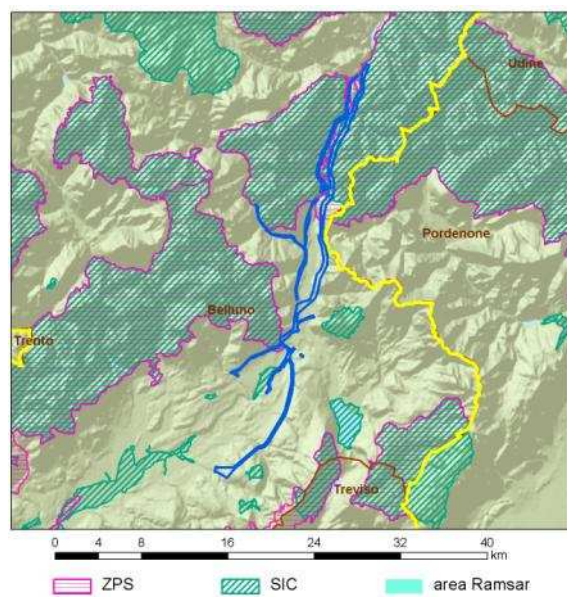 Udine
Pordenone
Belluno
Trento
Treviso
0 4 8 16 24 32 40
km
ZPS SIC area Ramsar